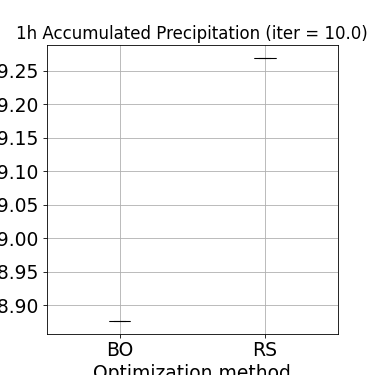 1h Accumulated Precipitation (iter = 10.0)
9.25
9.20
9.15
9.10
9.05
9.00
8.95
8.90
BO RS
Optimization method